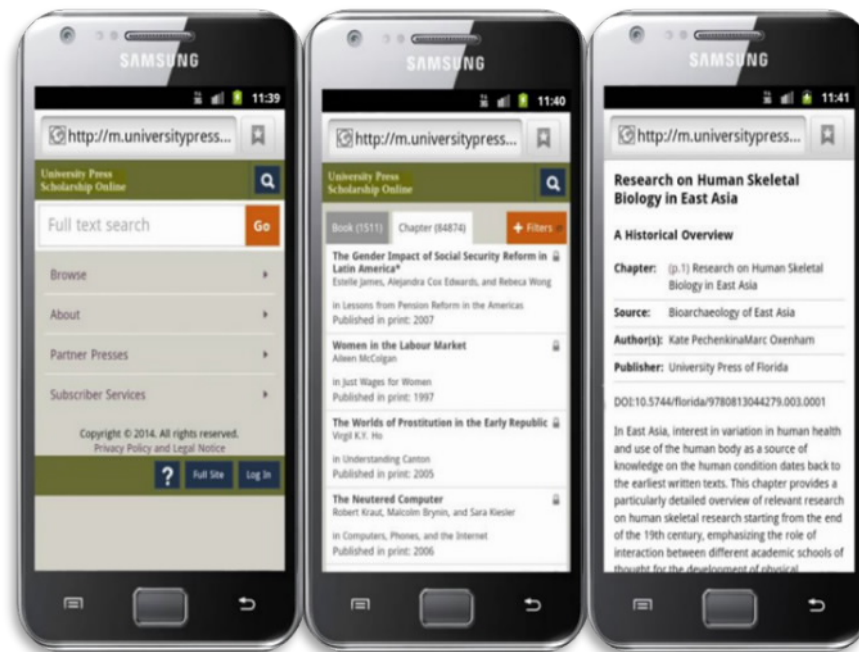 SAMSUNG
11:39
http://m.universitypress...
University Press
Scholarship Online
Full text search
Go
Browse
About
Partner Presses
Subscriber Services
Copyright © 2014. All rights reserved.
Privacy Policy and Legal Notice
?
Full Site
Log In
SAMSUNG
11:40
http://m.universitypress...
University Press
Scholarship Online
Book (1511)
Chapter (84874)
+ Filters
The Gender Impact of Social Security Reform in
Latin America*
Estelle James, Alejandra Cox Edwards, and Rebeca Wong
in Lessons from Pension Reform in the Americas
Published in print: 2007
Women in the Labour Market
Aileen McColgan
in Just Wages for Women
Published in print: 1997
The Worlds of Prostitution in the Early Republic
Virgil K.Y. Ho
in Understanding Canton
Published in print: 2005
The Neutered Computer
Robert Kraut, Malcolm Brynin, and Sara Kiesler
in Computers, Phones, and the Internet
Published in print: 2006
SAMSUNG
11:41
http://m.universitypress...
Research on Human Skeletal
Biology in East Asia
A Historical Overview
Chapter: (p.1) Research on Human Skeletal
Biology in East Asia
Source: Bioarchaeology of East Asia
Author(s): Kate PechenkinaMarc Oxenham
Publisher: University Press of Florida
DOI:10.5744/florida/9780813044279.003.0001
In East Asia, interest in variation in human health
and use of the human body as a source of
knowledge on the human condition dates back to
the earliest written texts. This chapter provides a
particularly detailed overview of relevant research
on human skeletal research starting from the end
of the 19th century, emphasizing the role of
interaction between different academic schools of
thought for the development of physical